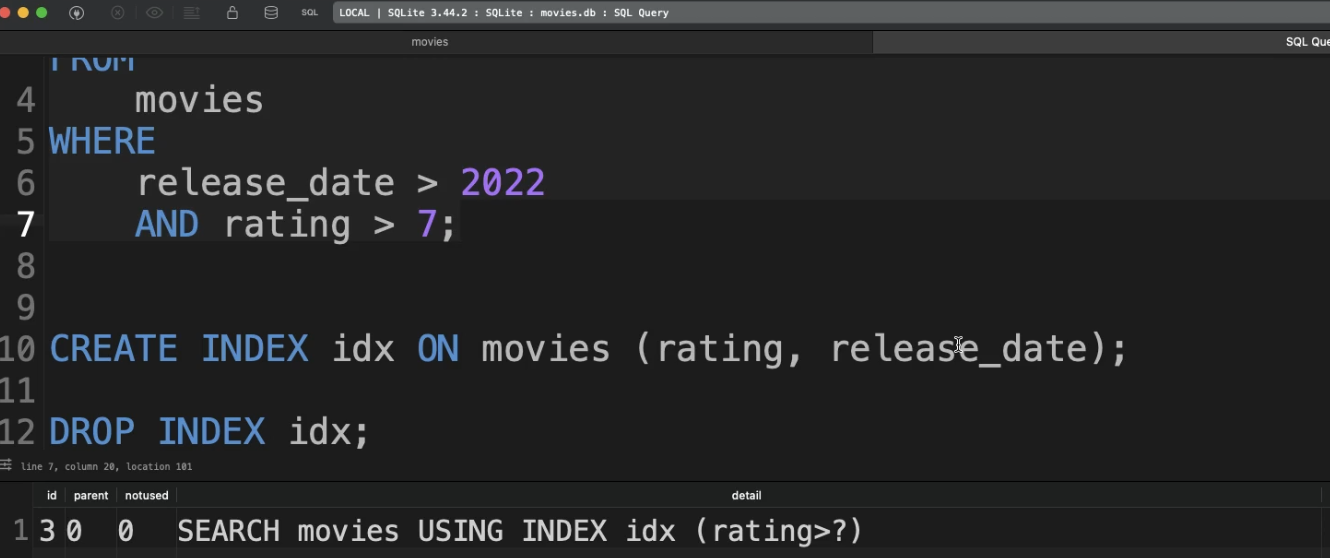 SQL LOCAL | SQLite 3.44.2 : SQLite : movies.db : SQL Query
movies SQL Que
FROM
4 movies
5 WHERE
6 release_date > 2022
7 AND rating > 7;
8
9
10 CREATE INDEX idx ON movies (rating, release_date);
11
12 DROP INDEX idx;
line 7, column 20, location 101
id parent notused detail
1 3 0 0 SEARCH movies USING INDEX idx (rating>?)